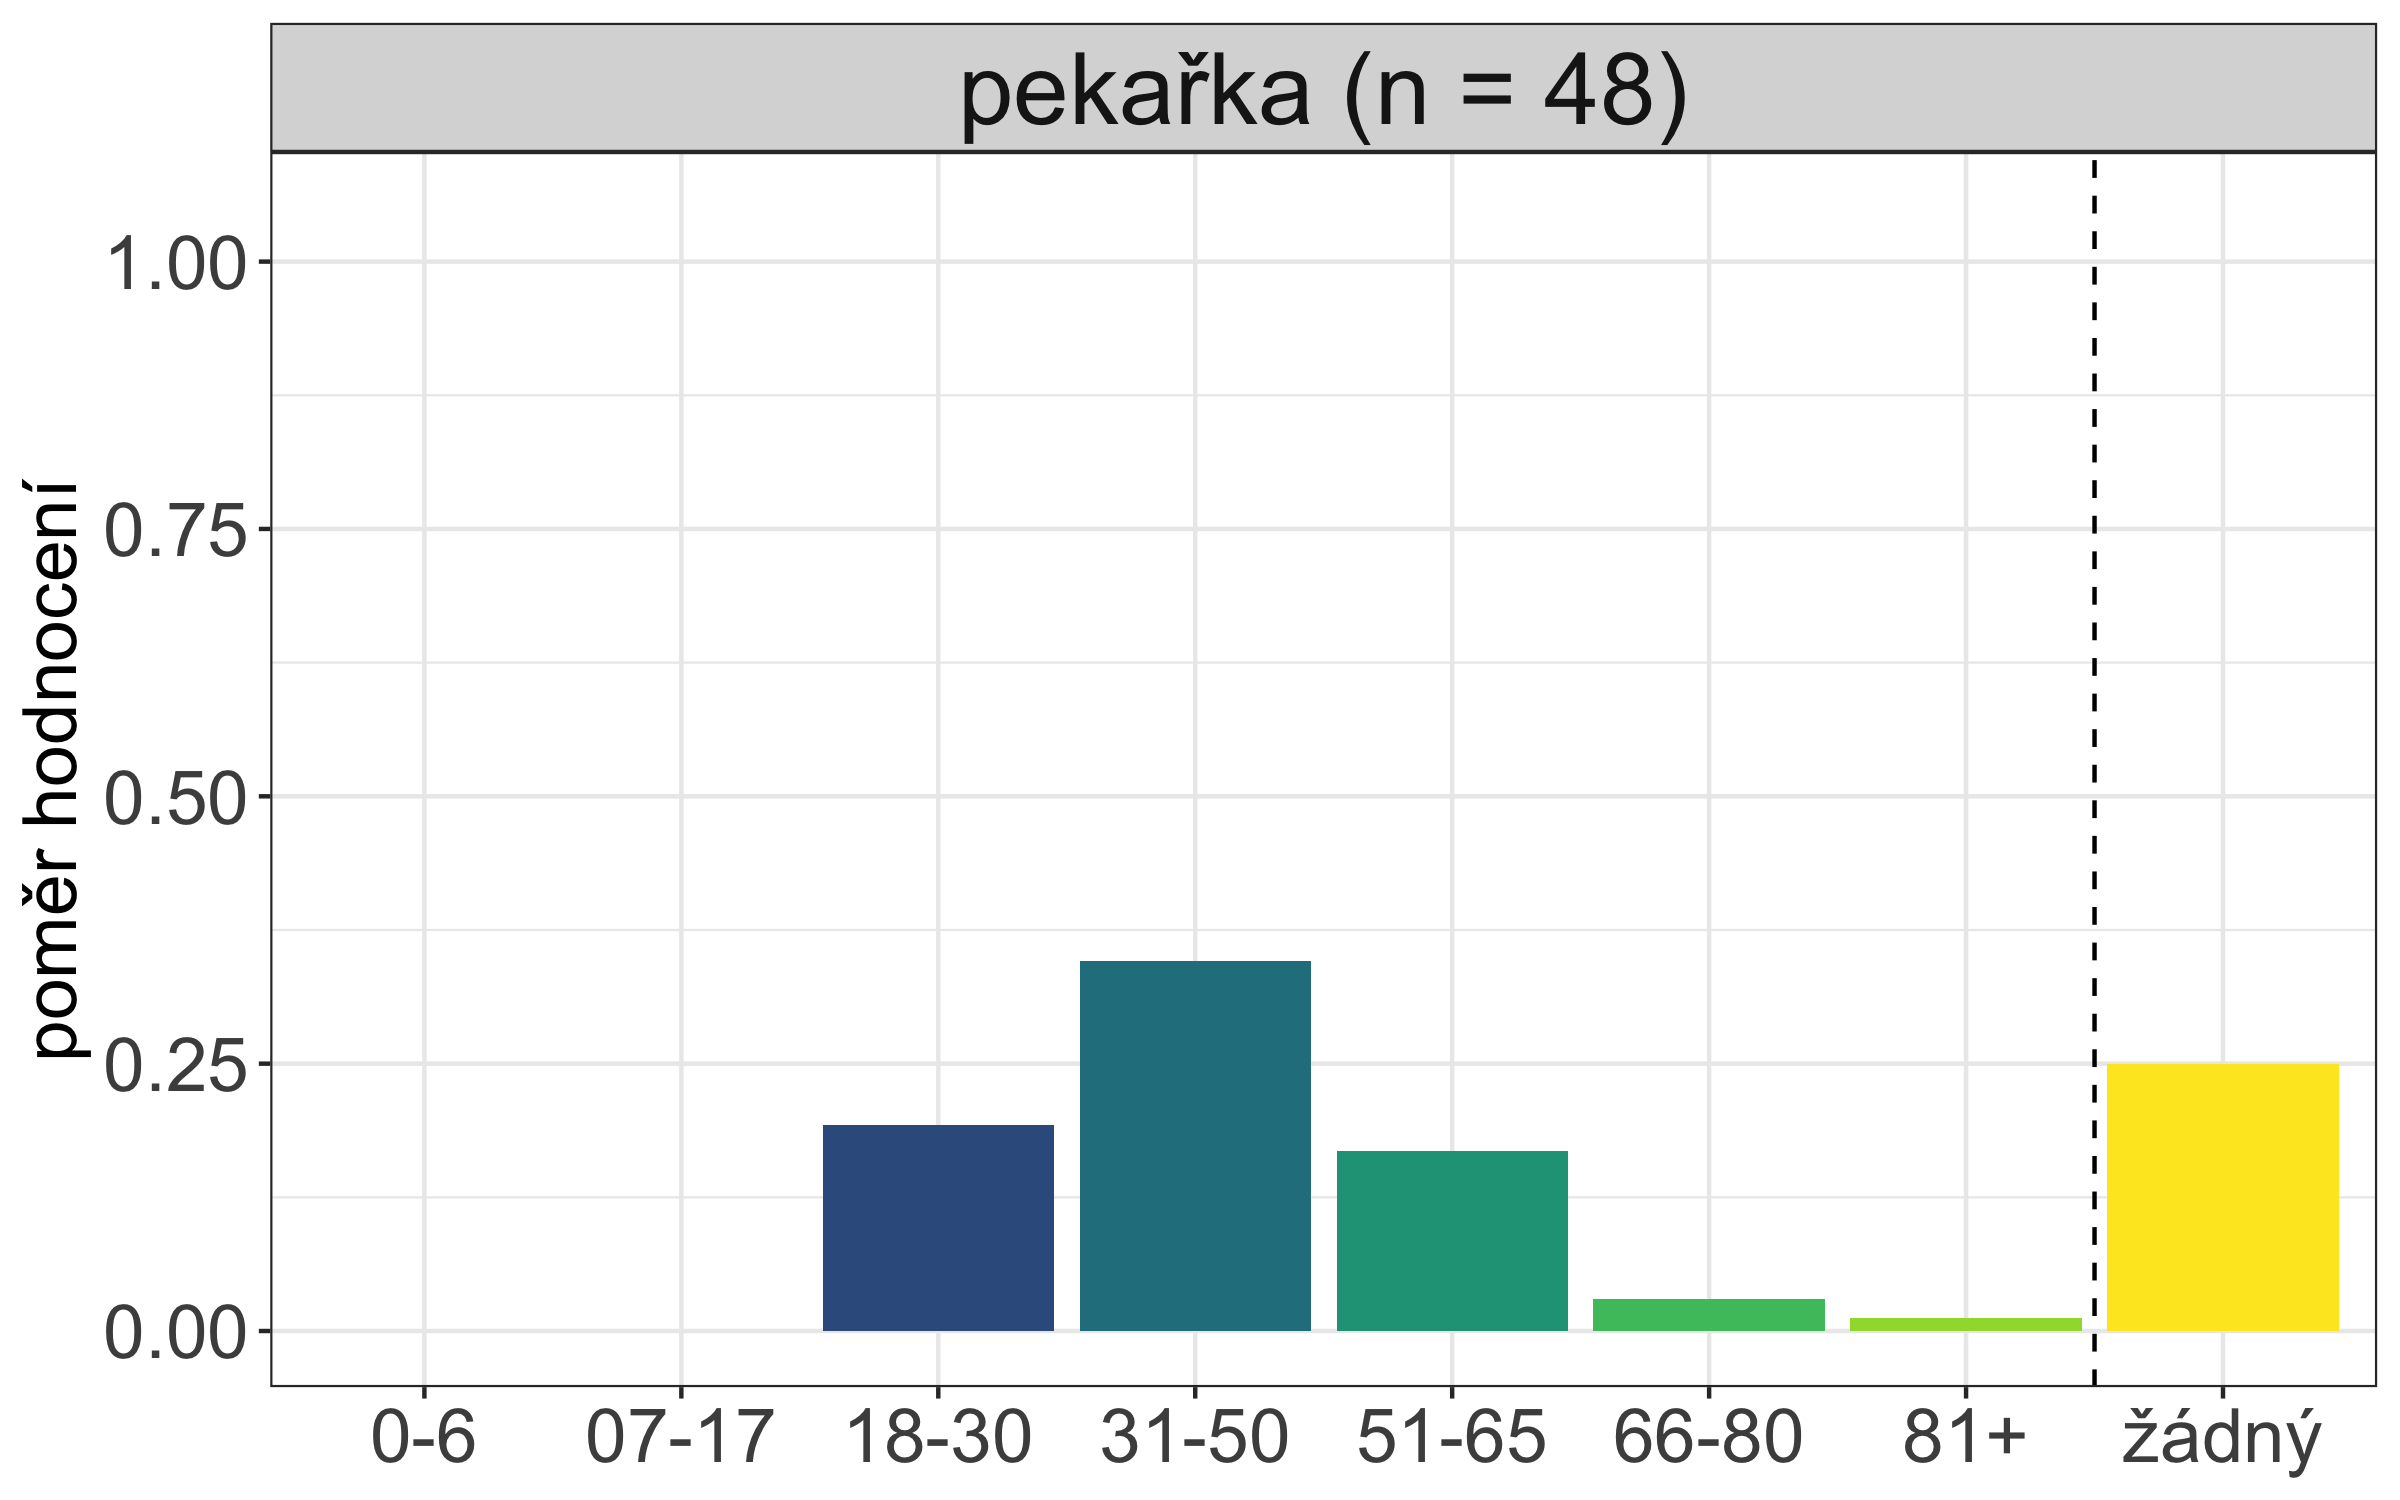 pekařka (n = 48)
poměr hodnocení
1.00
0.75
0.50
0.25
0.00
0-6 07-17 18-30 31-50 51-65 66-80 81+ žádný